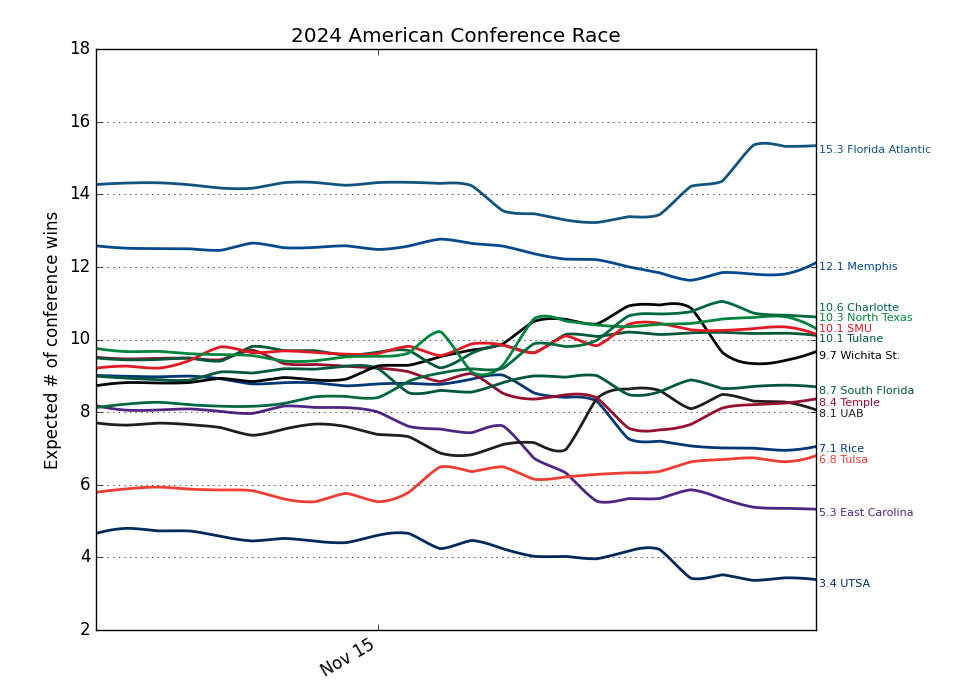 2024 American Conference Race
Expected # of conference wins
18
16
14
12
10
8
6
4
2
Nov 15
15.3 Florida Atlantic
12.1 Memphis
10.6 Charlotte
10.3 North Texas
10.1 SMU
10.1 Tulane
9.7 Wichita St.
8.7 South Florida
8.4 Temple
8.1 UAB
7.1 Rice
6.8 Tulsa
5.3 East Carolina
3.4 UTSA